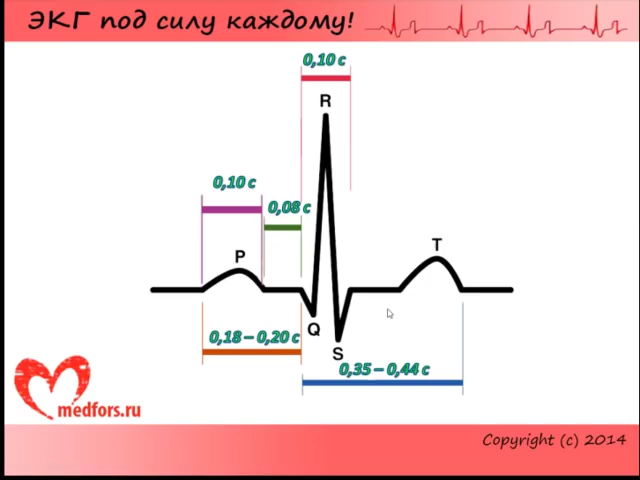 ЭКГ под силу каждому!
0,10 с
R
0,10 с
0,08 с
P
T
Q
0,18 – 0,20 с
S
0,35 – 0,44 с
medfors.ru
Copyright (c) 2014